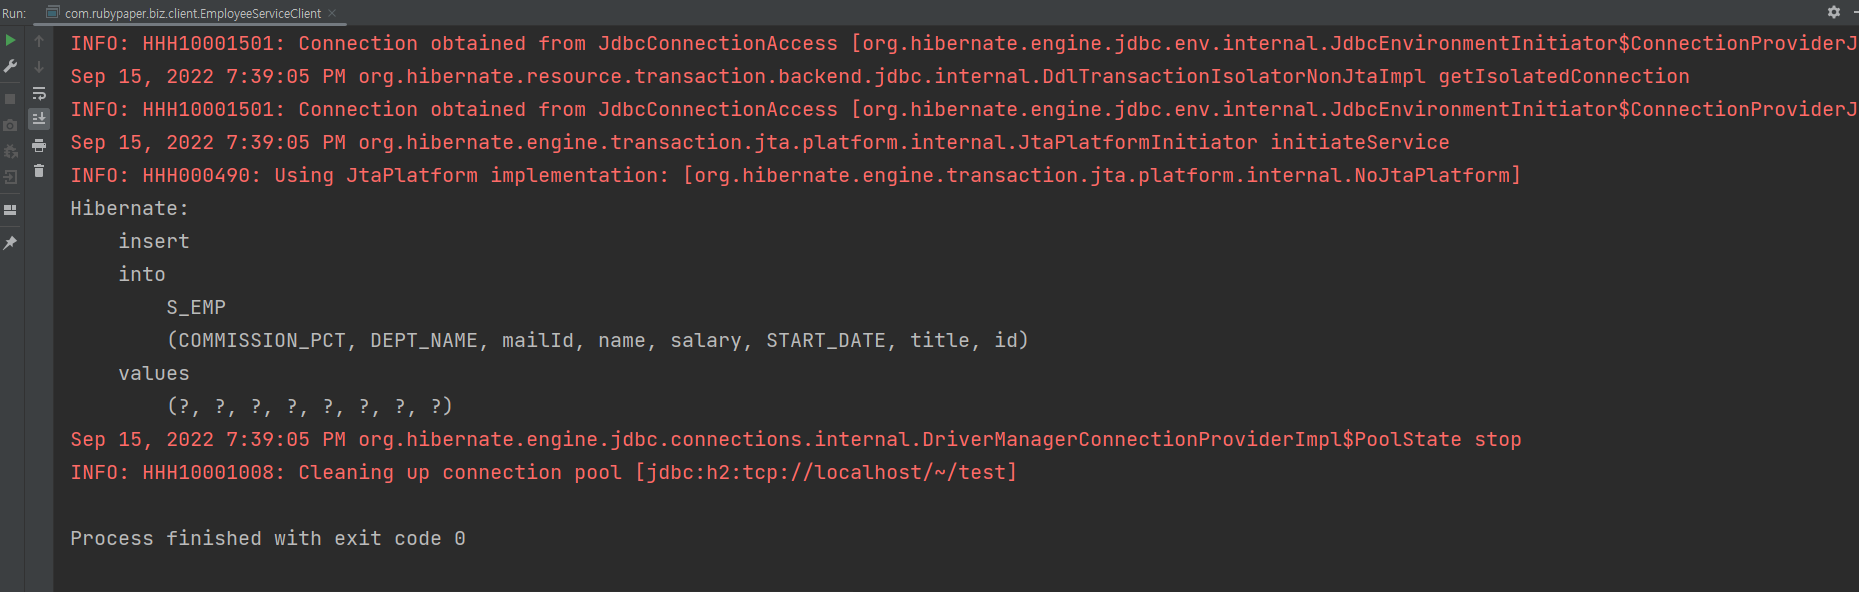 Run: com.rubypaper.biz.client.EmployeeServiceClient
INFO: HHH10001501: Connection obtained from JdbcConnectionAccess [org.hibernate.engine.jdbc.env.internal.JdbcEnvironmentInitiator$ConnectionProviderJ
Sep 15, 2022 7:39:05 PM org.hibernate.resource.transaction.backend.jdbc.internal.DdlTransactionIsolatorNonJtaImpl getIsolatedConnection
INFO: HHH10001501: Connection obtained from JdbcConnectionAccess [org.hibernate.engine.jdbc.env.internal.JdbcEnvironmentInitiator$ConnectionProviderJ
Sep 15, 2022 7:39:05 PM org.hibernate.engine.transaction.jta.platform.internal.JtaPlatformInitiator initiateService
INFO: HHH000490: Using JtaPlatform implementation: [org.hibernate.engine.transaction.jta.platform.internal.NoJtaPlatform]
Hibernate:
insert
into
S_EMP
(COMMISSION_PCT, DEPT_NAME, mailId, name, salary, START_DATE, title, id)
values
(?, ?, ?, ?, ?, ?, ?, ?)
Sep 15, 2022 7:39:05 PM org.hibernate.engine.jdbc.connections.internal.DriverManagerConnectionProviderImpl$PoolState stop
INFO: HHH10001008: Cleaning up connection pool [jdbc:h2:tcp://localhost/~/test]
Process finished with exit code 0